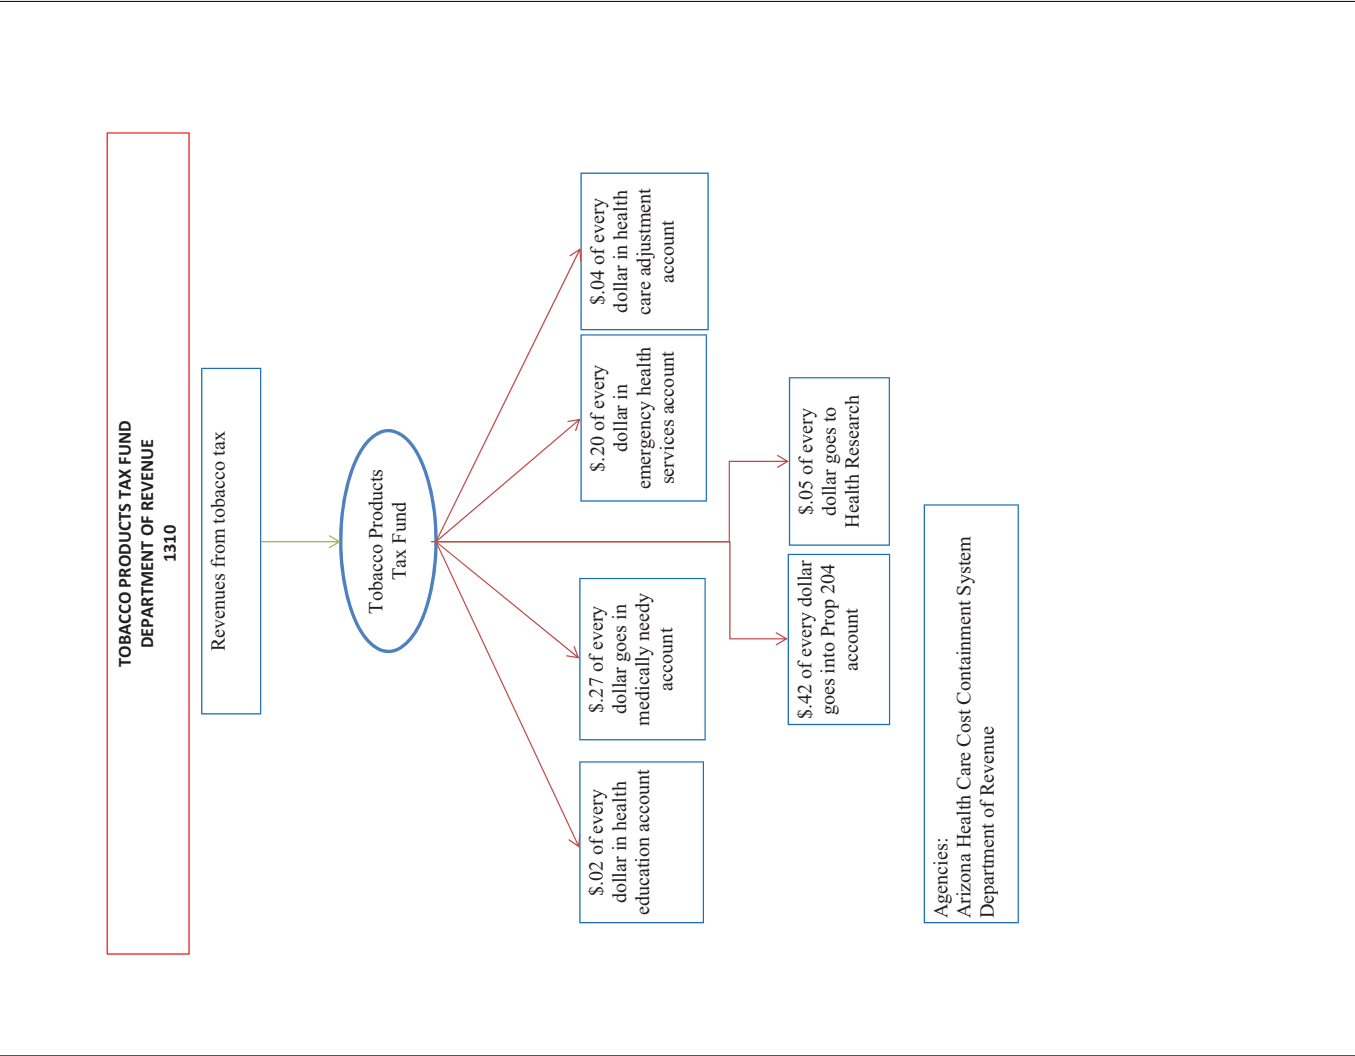 TOBACCO PRODUCTS TAX FUND
DEPARTMENT OF REVENUE
1310
Revenues from tobacco tax
Tobacco Products
Tax Fund
$.02 of every
dollar in health
education account
$.27 of every
dollar goes in
medically needy
account
$.20 of every
dollar in
emergency health
services account
$.04 of every
dollar in health
care adjustment
account
$.42 of every dollar
goes into Prop 204
account
$.05 of every
dollar goes to
Health Research
Agencies:
Arizona Health Care Cost Containment System
Department of Revenue